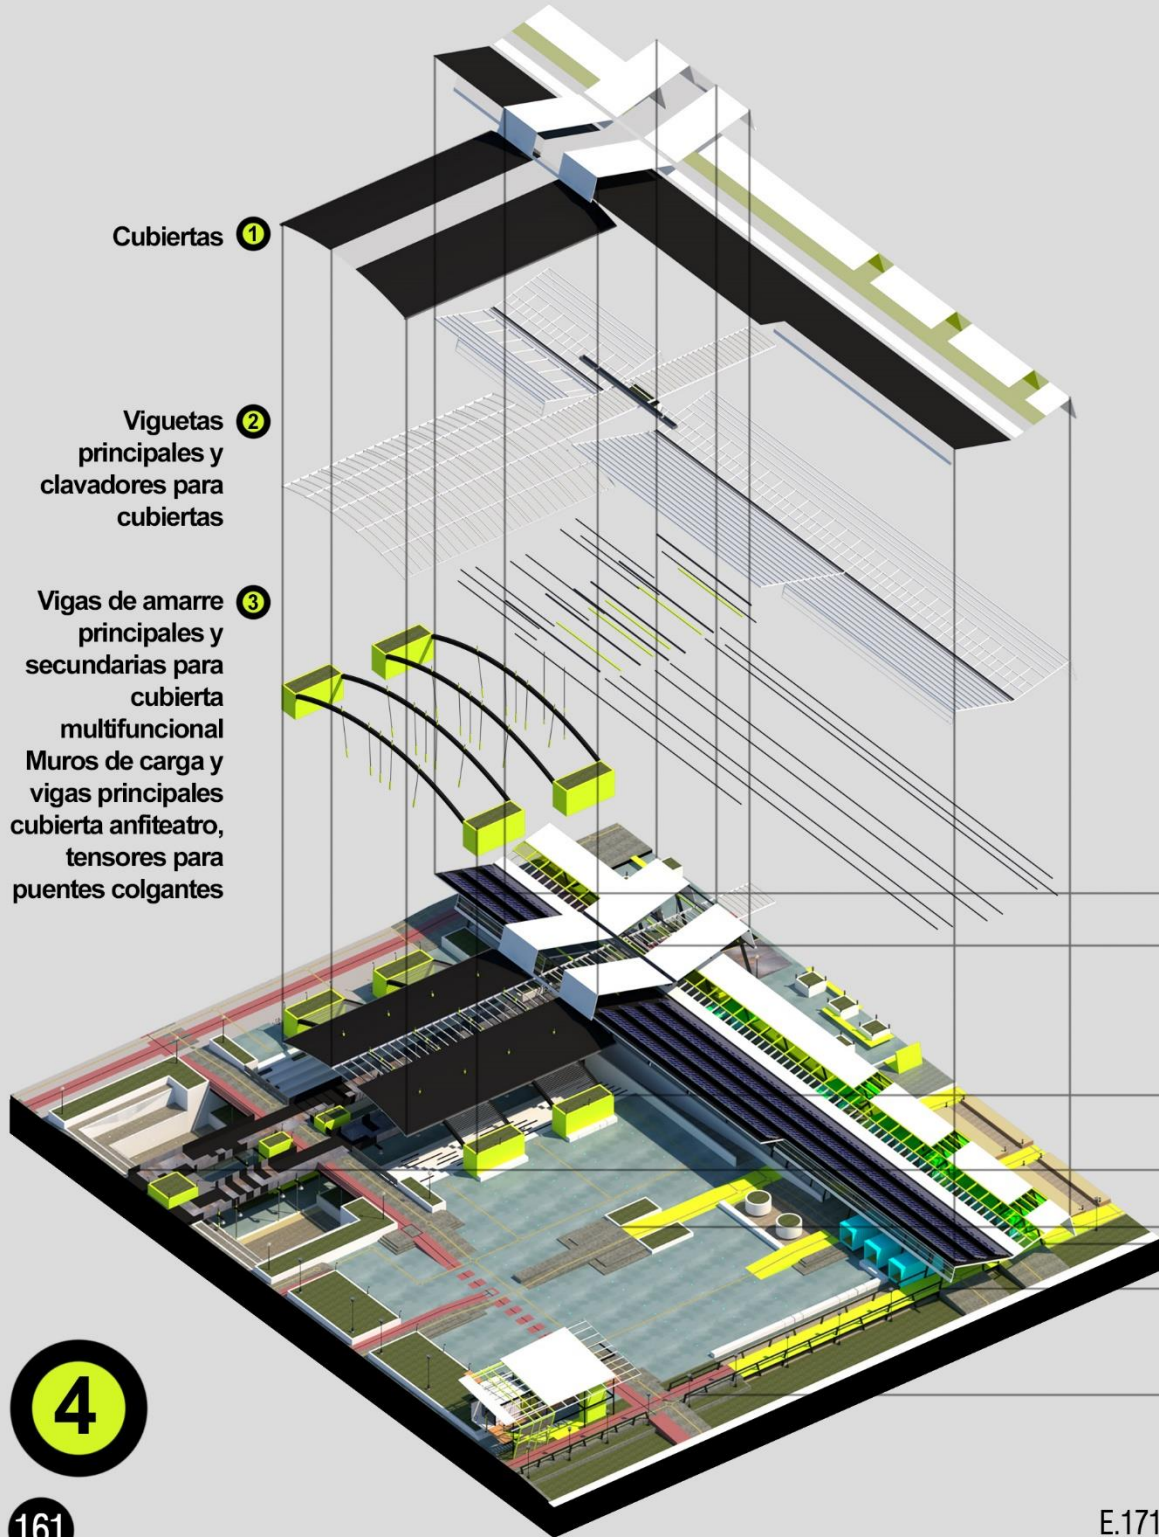 Cubiertas 1
Viguetas 2
principales y
clavadores para
cubiertas
Vigas de amarre 3
principales y
secundarias para
cubierta
multifuncional
Muros de carga y
vigas principales
cubierta anfiteatro,
tensores para
puentes colgantes
4
161
E.171